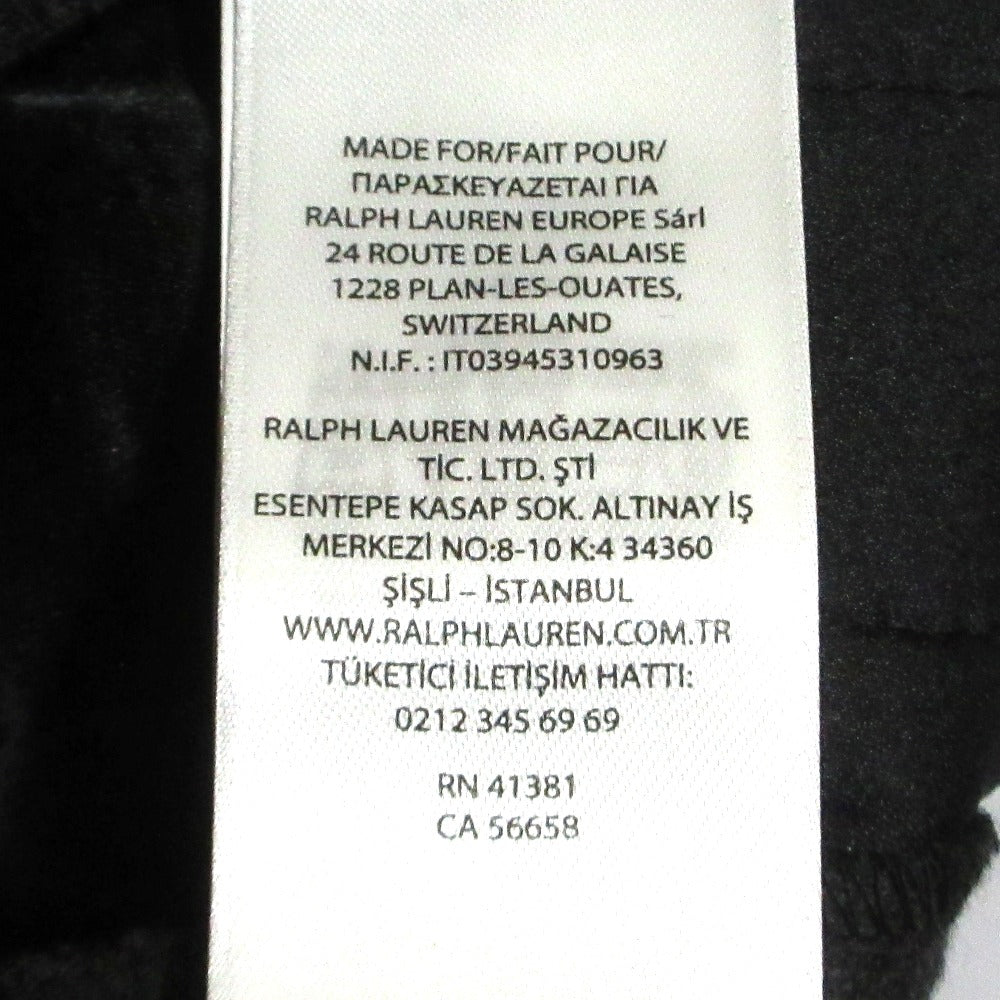 MADE FOR/FAIT POUR/
ΠΑΡΑΣΚΕΥΑΖΕΤΑΙ ΓΙΑ
RALPH LAUREN EUROPE Sárl
24 ROUTE DE LA GALAISE
1228 PLAN-LES-OUATES,
SWITZERLAND
N.I.F. : IT03945310963
RALPH LAUREN MAĞAZACILIK VE
TİC. LTD. ŞTİ
ESENTEPE KASAP SOK. ALTINAY İŞ
MERKEZİ NO:8-10 K:4 34360
ŞİŞLİ – İSTANBUL
WWW.RALPHLAUREN.COM.TR
TÜKETİCİ İLETİŞİM HATTI:
0212 345 69 69
RN 41381
CA 56658